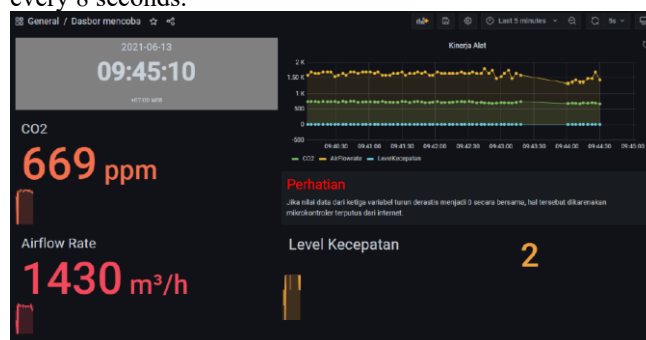 every 8 seconds.
General / Dasbor mencoba
Last 5 minutes
5s
2021-06-13
09:45:10
Kinerja Alat
2 K
1.50 K
1 K
500
0
-500
09:40:30 09:41:00 09:41:30 09:42:00 09:42:30 09:43:00 09:43:30 09:44:00 09:44:30 09:45:00
CO2 AirFlowrate LevelKecepatan
CO2
669 ppm
Perhatian
Jika nilai data dari ketiga variabel turun derastis menjadi 0 secara bersama, hal tersebut dikarenakan
mikrokontroler terputus dari internet.
Airflow Rate
1430 m³/h
Level Kecepatan
2